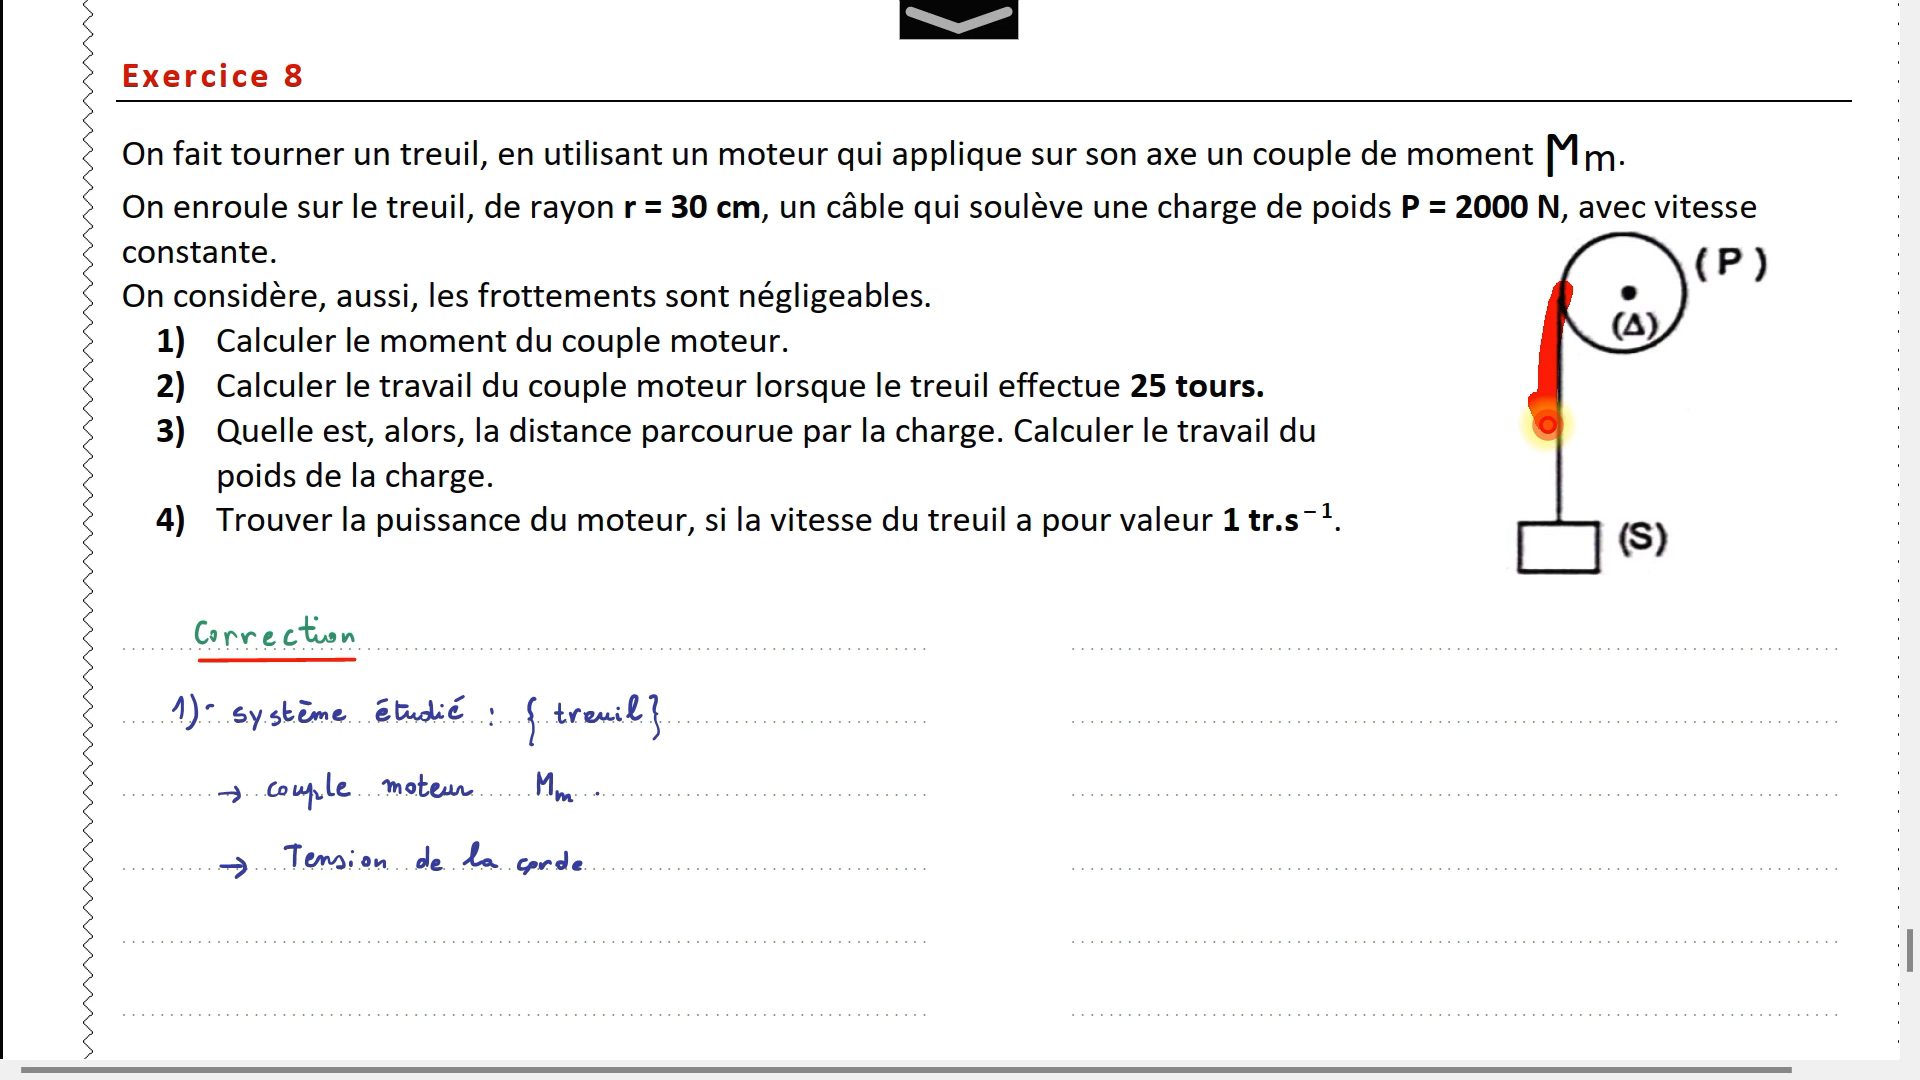 Exercice 8
On fait tourner un treuil, en utilisant un moteur qui applique sur son axe un couple de moment Mm.
On enroule sur le treuil, de rayon r = 30 cm, un câble qui soulève une charge de poids P = 2000 N, avec vitesse
constante.
On considère, aussi, les frottements sont négligeables.
1) Calculer le moment du couple moteur.
2) Calculer le travail du couple moteur lorsque le treuil effectue 25 tours.
3) Quelle est, alors, la distance parcourue par la charge. Calculer le travail du
poids de la charge.
4) Trouver la puissance du moteur, si la vitesse du treuil a pour valeur 1 tr.s⁻¹.
(P)
(Δ)
(S)
Correction
1)- système étudié : { treuil}
→ couple moteur Mm .
→ Tension de la corde